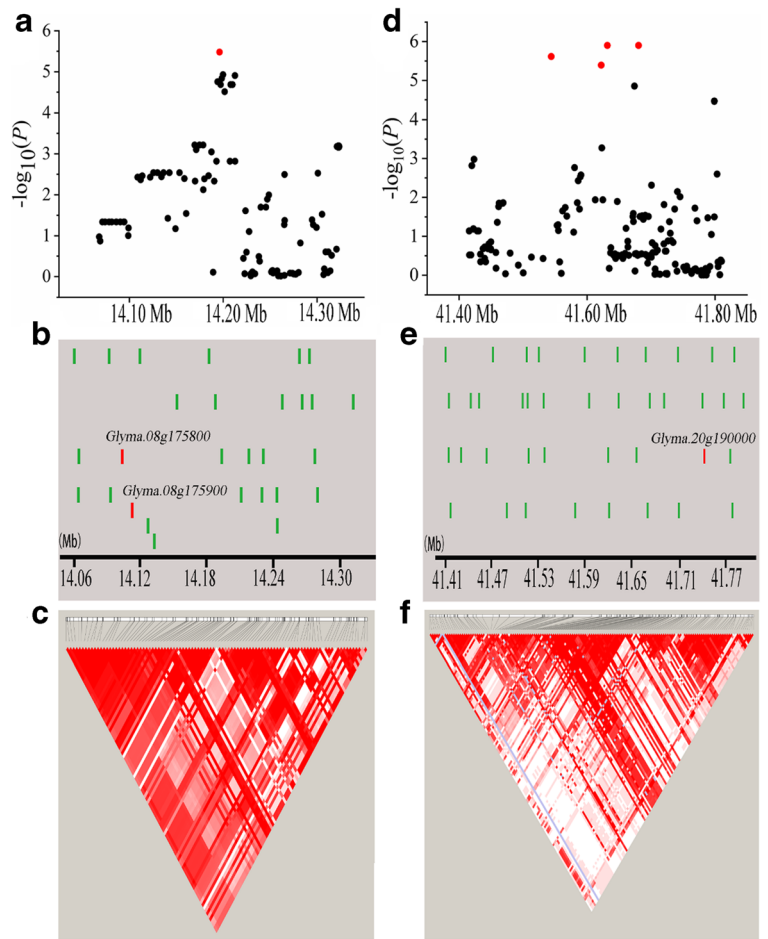 a
6
5
4
3
2
1
0
-log10(P)
14.10 Mb 14.20 Mb 14.30 Mb
d
6
5
4
3
2
1
0
-log10(P)
41.40 Mb 41.60 Mb 41.80 Mb
b
Glyma.08g175800
Glyma.08g175900
(Mb)
14.06 14.12 14.18 14.24 14.30
e
Glyma.20g190000
(Mb)
41.41 41.47 41.53 41.59 41.65 41.71 41.77
c
f